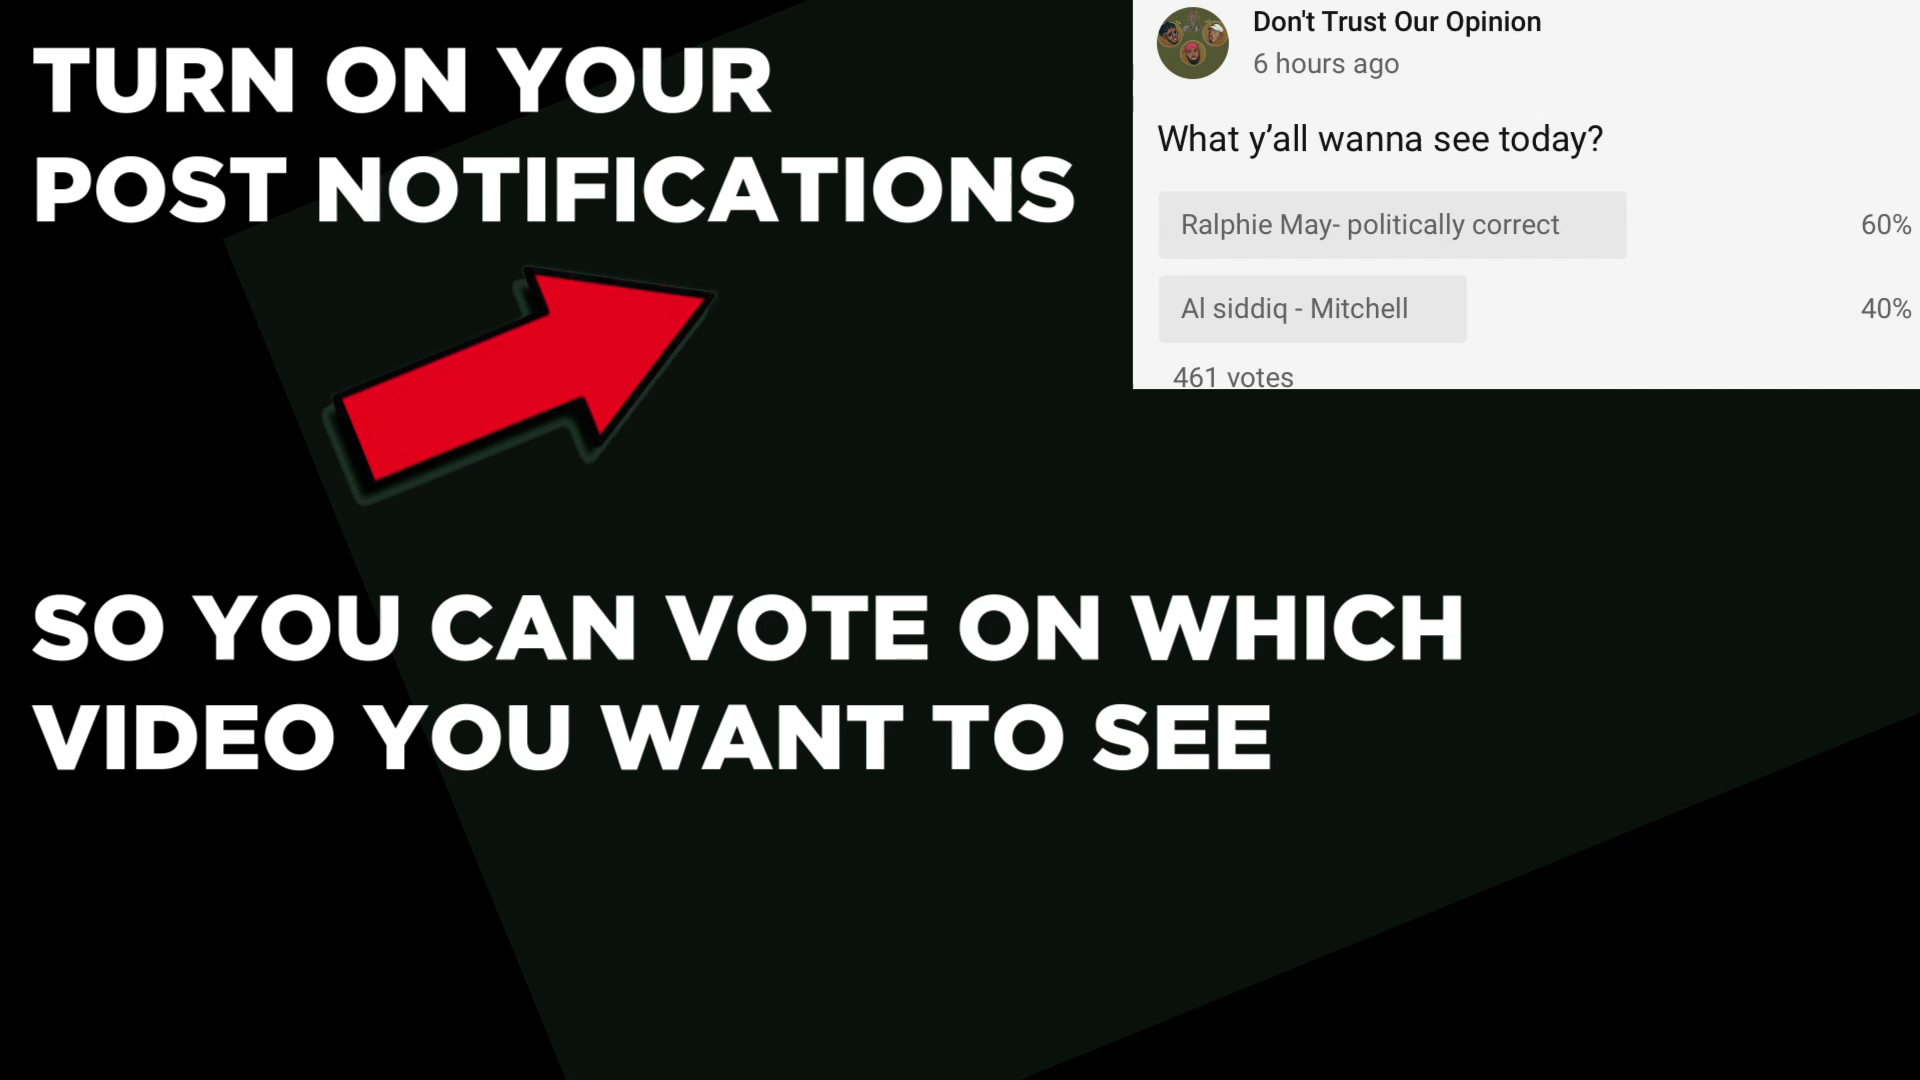 TURN ON YOUR
POST NOTIFICATIONS
Don't Trust Our Opinion
6 hours ago
What y’all wanna see today?
Ralphie May- politically correct 60%
Al siddiq - Mitchell 40%
461 votes
SO YOU CAN VOTE ON WHICH
VIDEO YOU WANT TO SEE